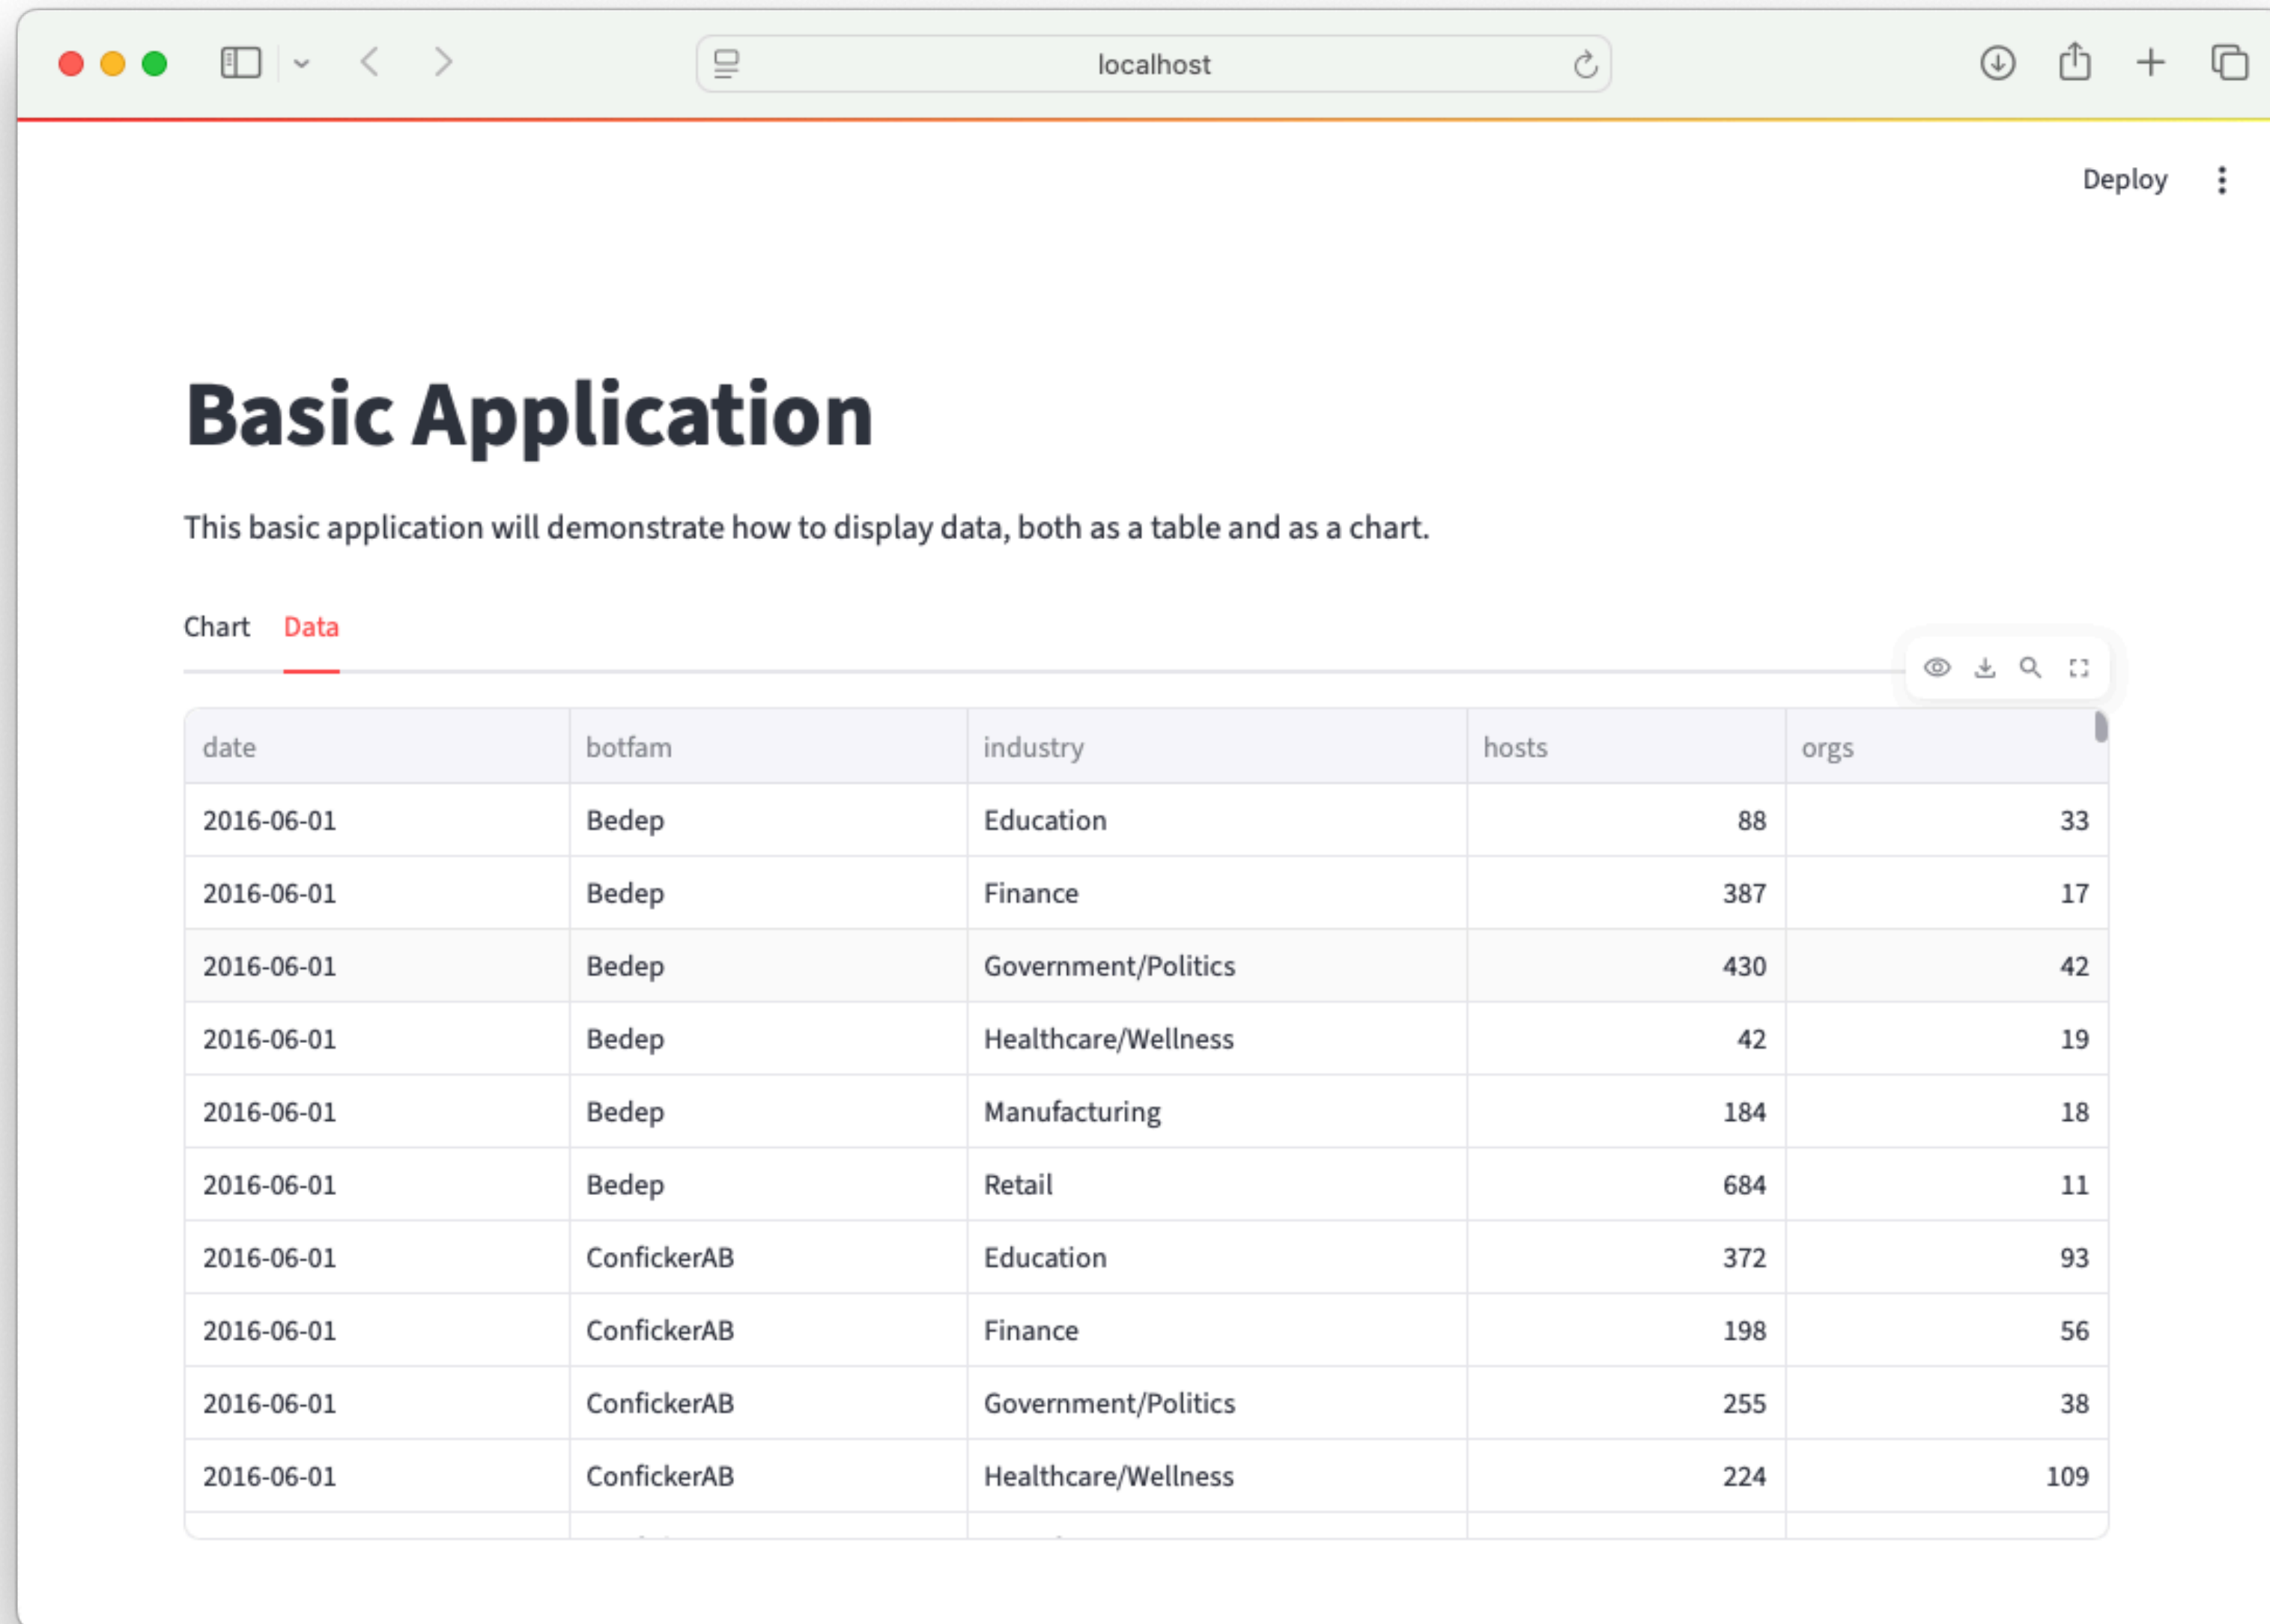 localhost
Deploy
Basic Application
This basic application will demonstrate how to display data, both as a table and as a chart.
Chart Data
date botfam industry hosts orgs
2016-06-01 Bedep Education 88 33
2016-06-01 Bedep Finance 387 17
2016-06-01 Bedep Government/Politics 430 42
2016-06-01 Bedep Healthcare/Wellness 42 19
2016-06-01 Bedep Manufacturing 184 18
2016-06-01 Bedep Retail 684 11
2016-06-01 ConfickerAB Education 372 93
2016-06-01 ConfickerAB Finance 198 56
2016-06-01 ConfickerAB Government/Politics 255 38
2016-06-01 ConfickerAB Healthcare/Wellness 224 109